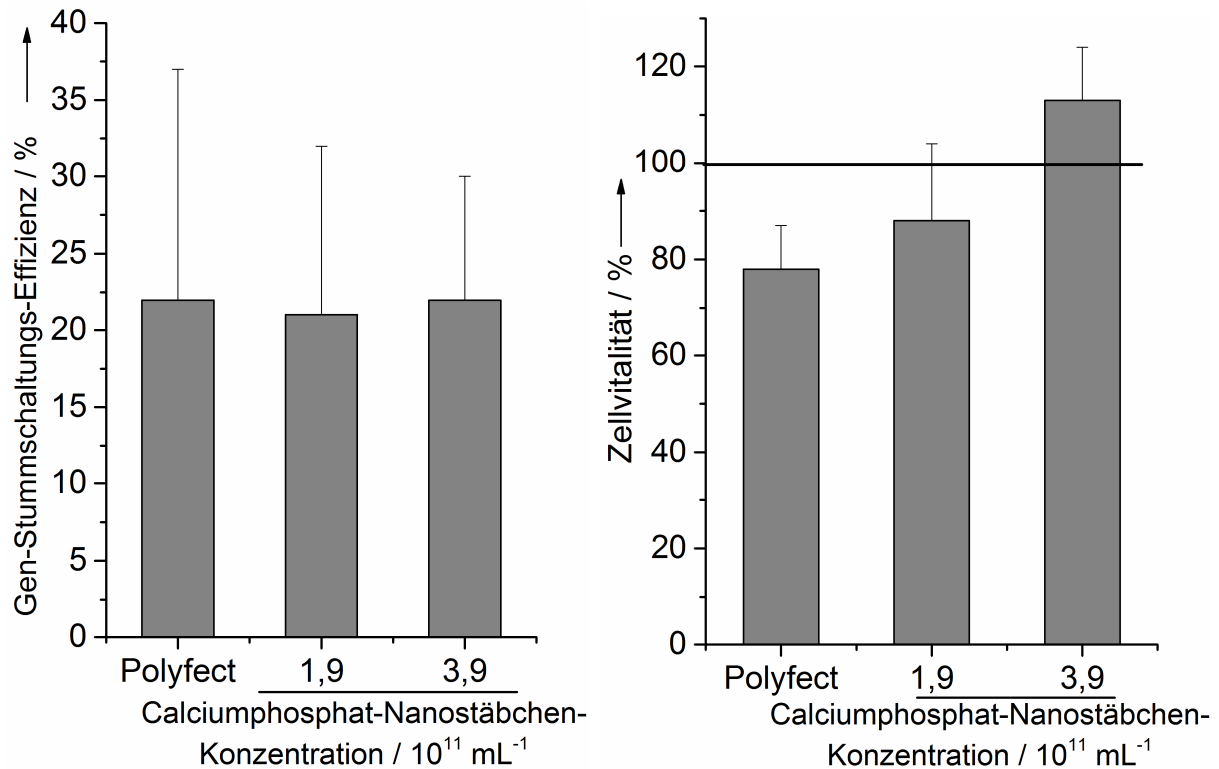 Gen-Stummschaltungs-Effizienz / %
40
35
30
25
20
15
10
5
0
Polyfect 1,9 3,9
Calciumphosphat-Nanostäbchen-
Konzentration / 10¹¹ mL⁻¹
Zellvitalität / %
120
100
80
60
40
20
0
Polyfect 1,9 3,9
Calciumphosphat-Nanostäbchen-
Konzentration / 10¹¹ mL⁻¹